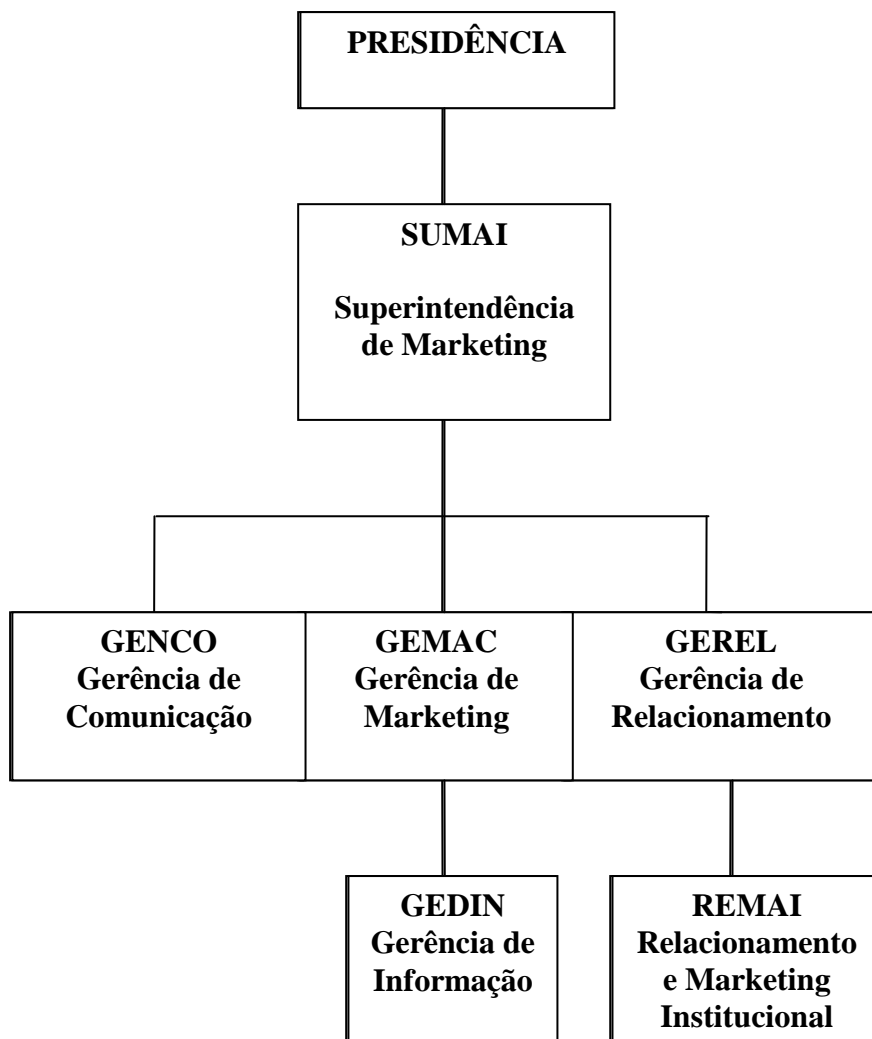 PRESIDÊNCIA
SUMAI
Superintendência
de Marketing
GENCO
Gerência de
Comunicação
GEMAC
Gerência de
Marketing
GEREL
Gerência de
Relacionamento
GEDIN
Gerência de
Informação
REMAI
Relacionamento
e Marketing
Institucional